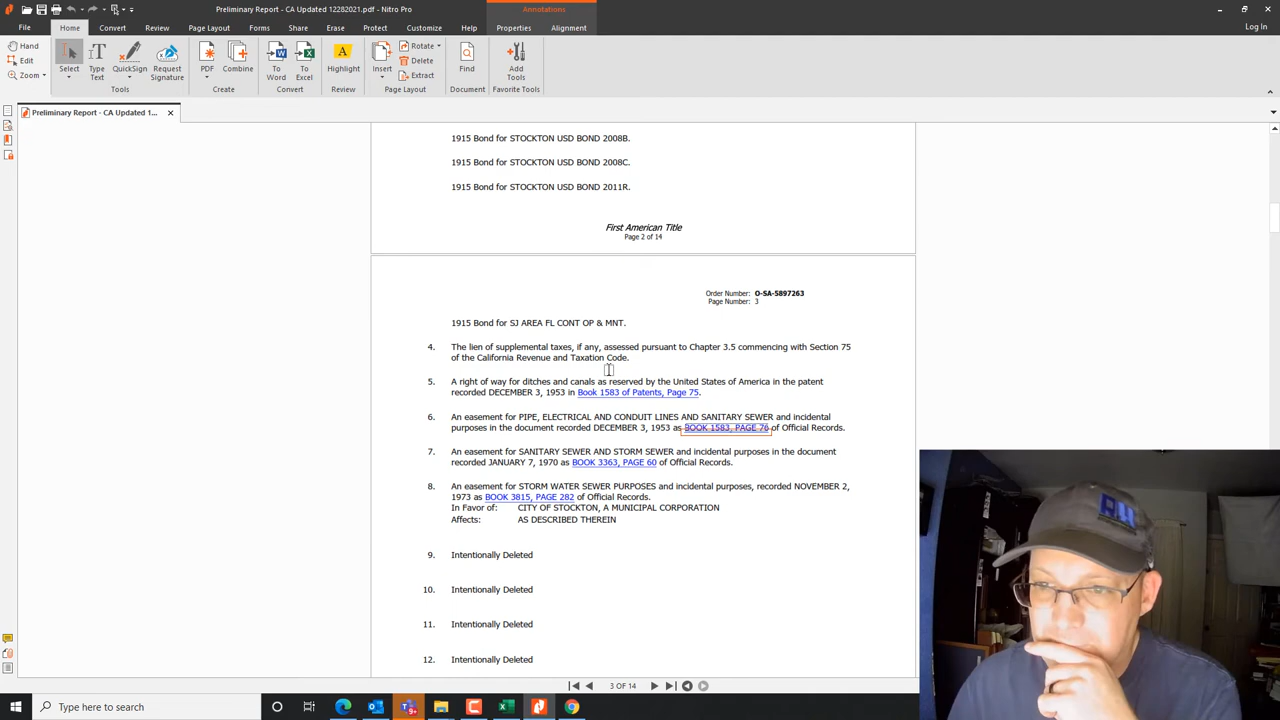 Preliminary Report - CA Updated 12282021.pdf - Nitro Pro
Annotations
File
Home
Convert
Review
Page Layout
Forms
Share
Erase
Protect
Customize
Help
Properties
Alignment
Log In
Hand
Edit
Zoom
Select
Type
Text
QuickSign
Request
Signature
PDF
Combine
To
Word
To
Excel
Highlight
Insert
Rotate
Delete
Extract
Find
Add
Tools
Tools
Create
Convert
Review
Page Layout
Document
Favorite Tools
Preliminary Report - CA Updated 1...
1915 Bond for STOCKTON USD BOND 2008B.
1915 Bond for STOCKTON USD BOND 2008C.
1915 Bond for STOCKTON USD BOND 2011R.
First American Title
Page 2 of 14
Order Number: O-SA-5897263
Page Number: 3
1915 Bond for SJ AREA FL CONT OP & MNT.
4. The lien of supplemental taxes, if any, assessed pursuant to Chapter 3.5 commencing with Section 75
of the California Revenue and Taxation Code.
5. A right of way for ditches and canals as reserved by the United States of America in the patent
recorded DECEMBER 3, 1953 in Book 1583 of Patents, Page 75.
6. An easement for PIPE, ELECTRICAL AND CONDUIT LINES AND SANITARY SEWER and incidental
purposes in the document recorded DECEMBER 3, 1953 as BOOK 1583, PAGE 76 of Official Records.
7. An easement for SANITARY SEWER AND STORM SEWER and incidental purposes in the document
recorded JANUARY 7, 1970 as BOOK 3363, PAGE 60 of Official Records.
8. An easement for STORM WATER SEWER PURPOSES and incidental purposes, recorded NOVEMBER 2,
1973 as BOOK 3815, PAGE 282 of Official Records.
In Favor of: CITY OF STOCKTON, A MUNICIPAL CORPORATION
Affects: AS DESCRIBED THEREIN
9. Intentionally Deleted
10. Intentionally Deleted
11. Intentionally Deleted
12. Intentionally Deleted
3 OF 14
Type here to search
9+